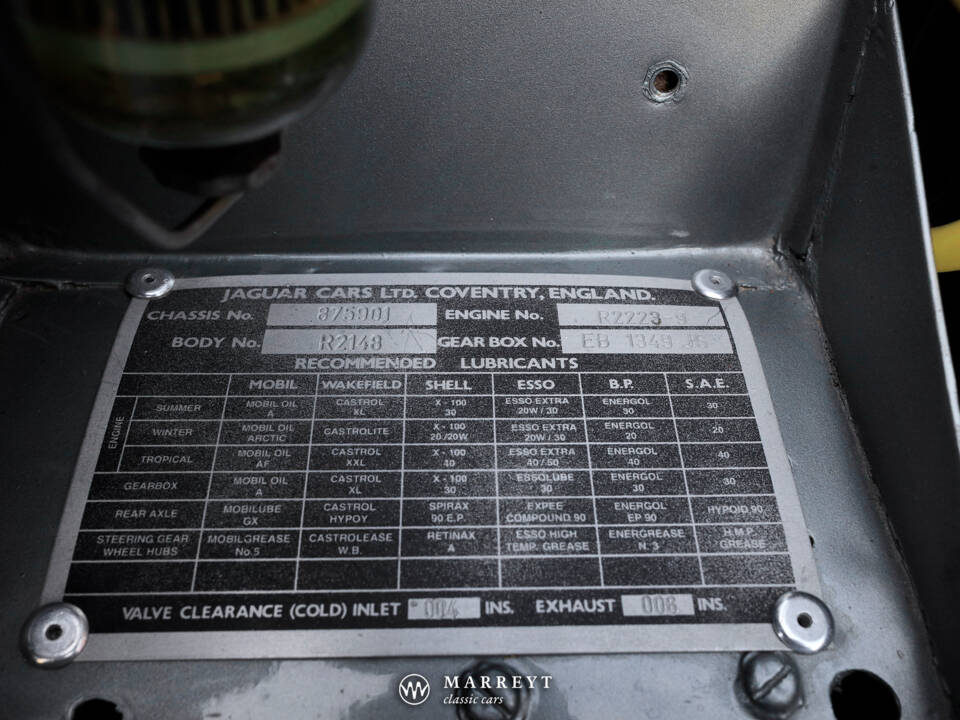 JAGUAR CARS LTD. COVENTRY, ENGLAND.
CHASSIS No. 875901 ENGINE No. R2223-9
BODY No. R2148 GEAR BOX No. EB 1349 JS
RECOMMENDED LUBRICANTS
MOBIL WAKEFIELD SHELL ESSO B.P. S.A.E.
ENGINE
SUMMER MOBIL OIL A CASTROL XL X-100 30 ESSO EXTRA 20W/30 ENERGOL 30 30
WINTER MOBIL OIL ARCTIC CASTROLITE X-100 20/20W ESSO EXTRA 20W/30 ENERGOL 20 20
TROPICAL MOBIL OIL AF CASTROL XXL X-100 40 ESSO EXTRA 40/50 ENERGOL 40 40
GEARBOX MOBIL OIL A CASTROL XL X-100 30 ESSOLUBE 30 ENERGOL 30 30
REAR AXLE MOBILUBE GX CASTROL HYPOY SPIRAX 90 E.P. EXPEE COMPOUND 90 ENERGOL EP 90 HYPOID 90
STEERING GEAR WHEEL HUBS MOBILGREASE No.5 CASTROLEASE W.B. RETINAX A ESSO HIGH TEMP. GREASE ENERGREASE N. 3 H.M.P. GREASE
VALVE CLEARANCE (COLD) INLET 004 INS. EXHAUST 006 INS.
MARREYT
classic cars